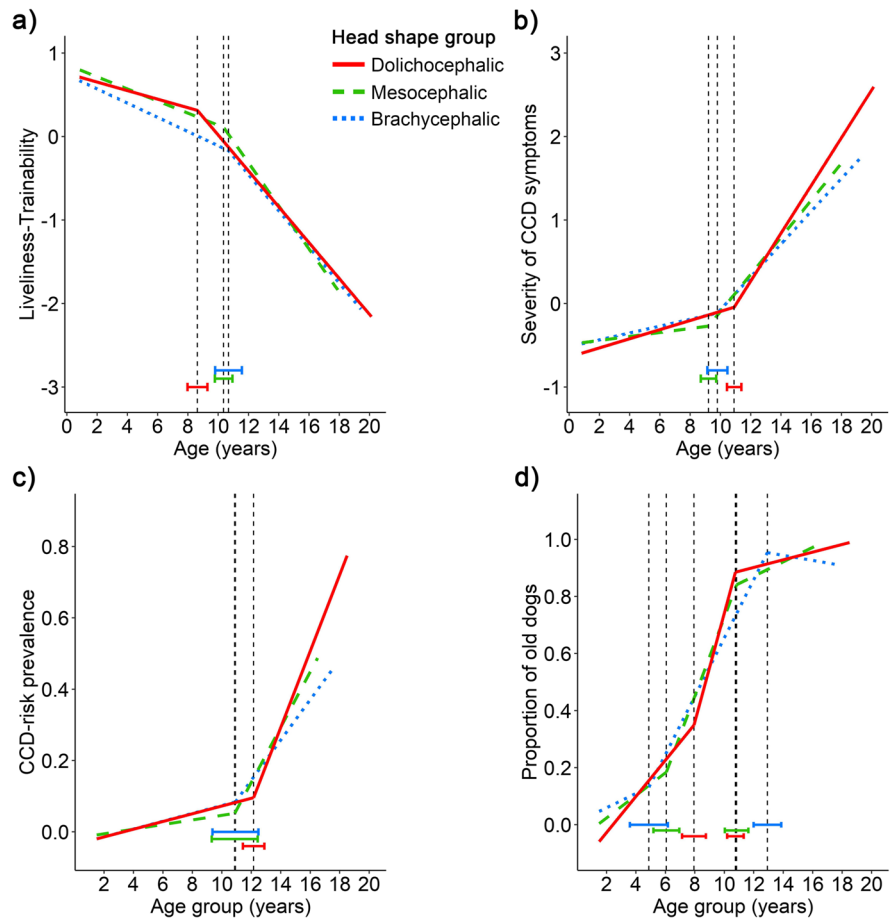 a)
Liveliness-Trainability
1
0
-1
-2
-3
0 2 4 6 8 10 12 14 16 18 20
Age (years)
Head shape group
Dolichocephalic
Mesocephalic
Brachycephalic
b)
Severity of CCD symptoms
3
2
1
0
-1
0 2 4 6 8 10 12 14 16 18 20
Age (years)
c)
CCD-risk prevalence
0.8
0.6
0.4
0.2
0.0
2 4 6 8 10 12 14 16 18 20
Age group (years)
d)
Proportion of old dogs
1.0
0.8
0.6
0.4
0.2
0.0
0 2 4 6 8 10 12 14 16 18 20
Age group (years)